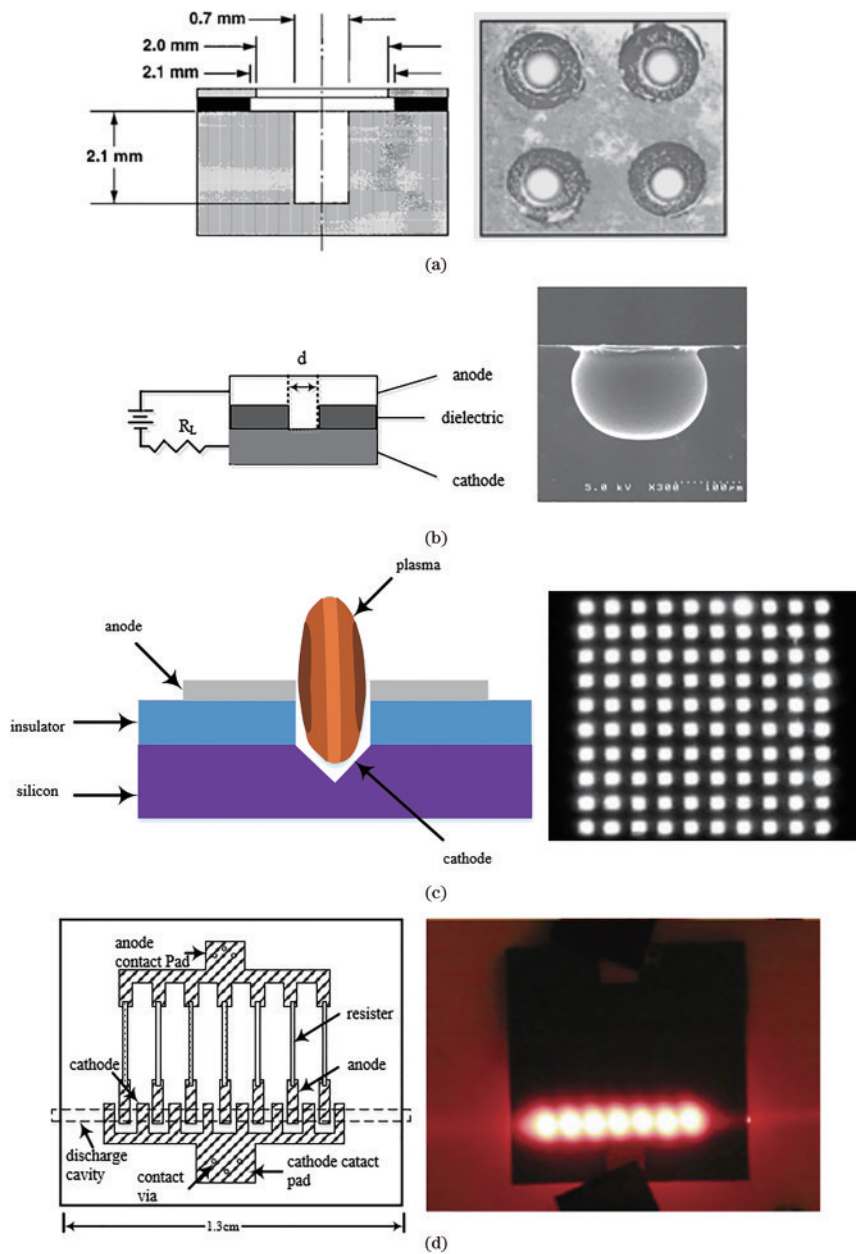 0.7 mm
2.0 mm
2.1 mm
2.1 mm
(a)
d
anode
dielectric
cathode
R_L
5.0 kV X300 100µm
(b)
plasma
anode
insulator
silicon
cathode
(c)
anode
contact Pad
resister
cathode
anode
discharge
cavity
contact
via
cathode catact
pad
1.3cm
(d)